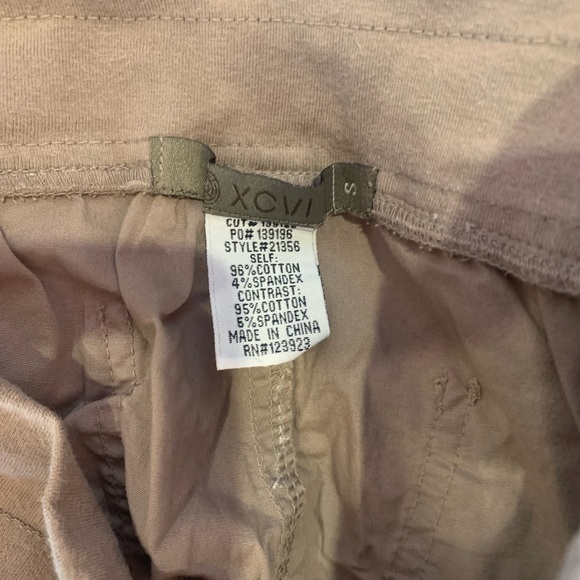 XCVI
S
PO# 139196
STYLE#21356
SELF:
96%COTTON
4%SPANDEX
CONTRAST:
95%COTTON
5%SPANDEX
MADE IN CHINA
RN#123923